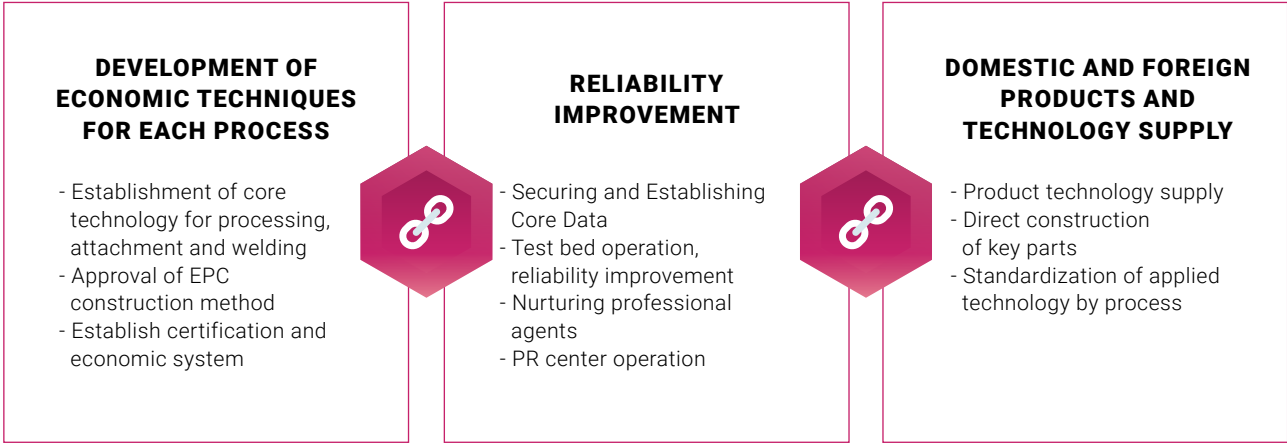 DEVELOPMENT OF
ECONOMIC TECHNIQUES
FOR EACH PROCESS
- Establishment of core
technology for processing,
attachment and welding
- Approval of EPC
construction method
- Establish certification and
economic system
RELIABILITY
IMPROVEMENT
- Securing and Establishing
Core Data
- Test bed operation,
reliability improvement
- Nurturing professional
agents
- PR center operation
DOMESTIC AND FOREIGN
PRODUCTS AND
TECHNOLOGY SUPPLY
- Product technology supply
- Direct construction
of key parts
- Standardization of applied
technology by process